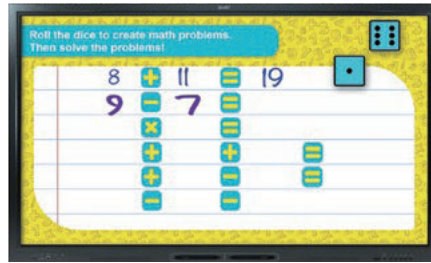 Roll the dice to create math problems.
Then solve the problems!
8 + 11 = 19
9 - 7 =
× =
+ + =
+ - =
- -